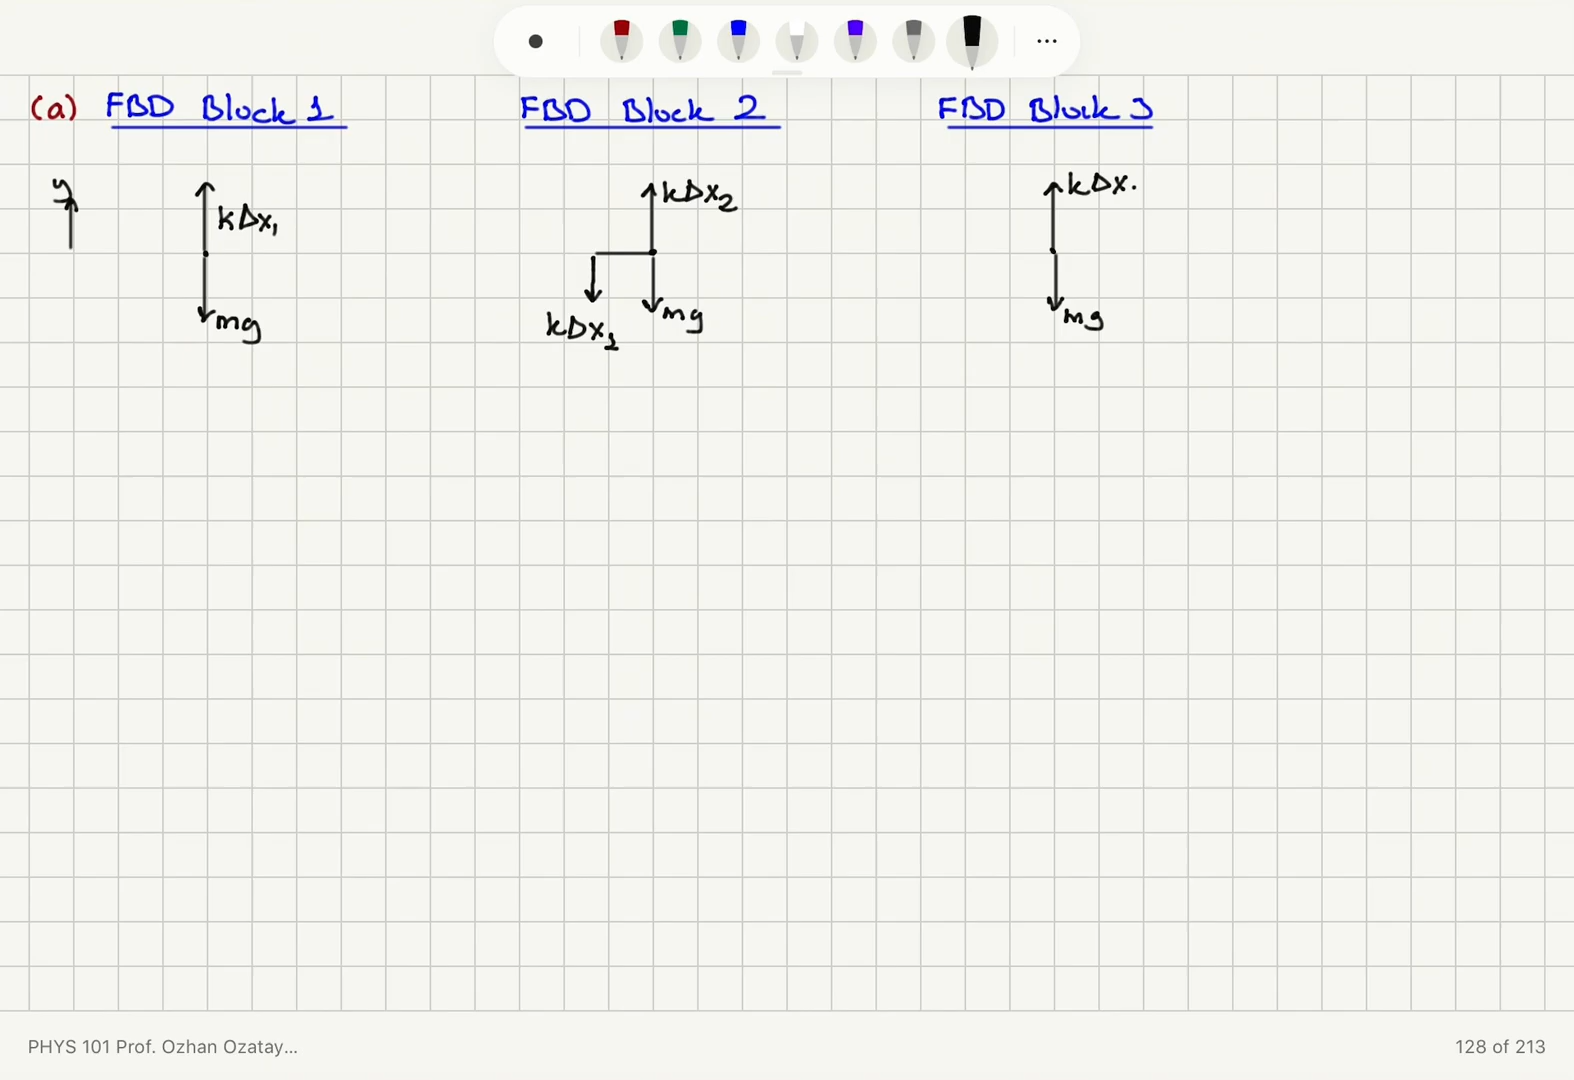 (a) FBD Block 1 FBD Block 2 FBD Block 3
y kΔx₁ kΔx₂ kΔx.
mg kΔx₁ mg mg
PHYS 101 Prof. Ozhan Ozatay... 128 of 213